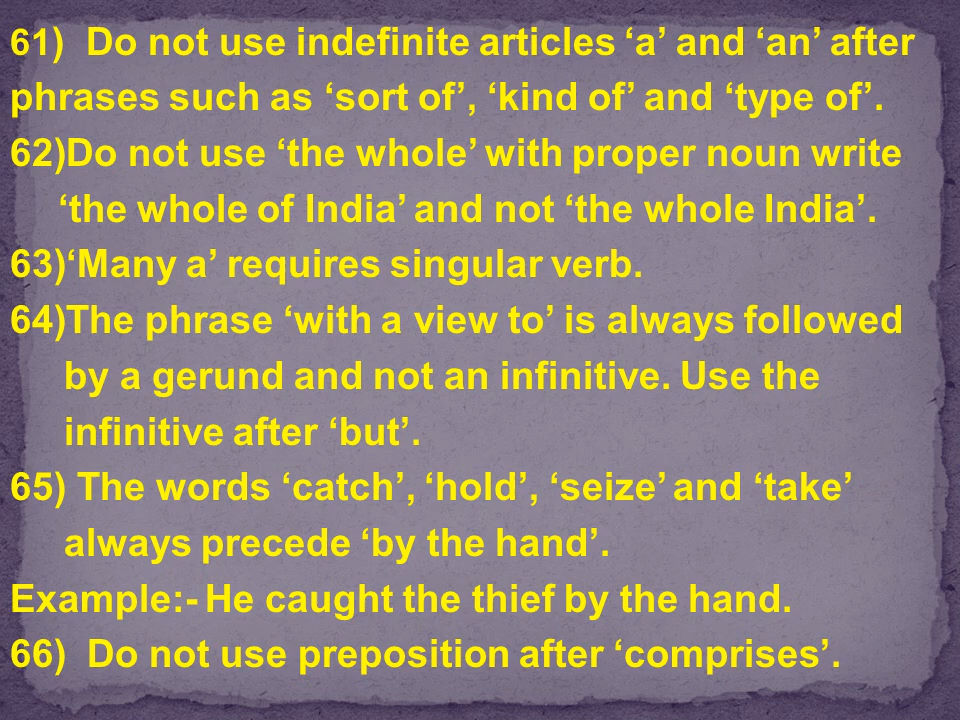 61)  Do not use indefinite articles ‘a’ and ‘an’ after
phrases such as ‘sort of’, ‘kind of’ and ‘type of’.
62)Do not use ‘the whole’ with proper noun write
‘the whole of India’ and not ‘the whole India’.
63)‘Many a’ requires singular verb.
64)The phrase ‘with a view to’ is always followed
by a gerund and not an infinitive. Use the
infinitive after ‘but’.
65) The words ‘catch’, ‘hold’, ‘seize’ and ‘take’
always precede ‘by the hand’.
Example:- He caught the thief by the hand.
66)  Do not use preposition after ‘comprises’.